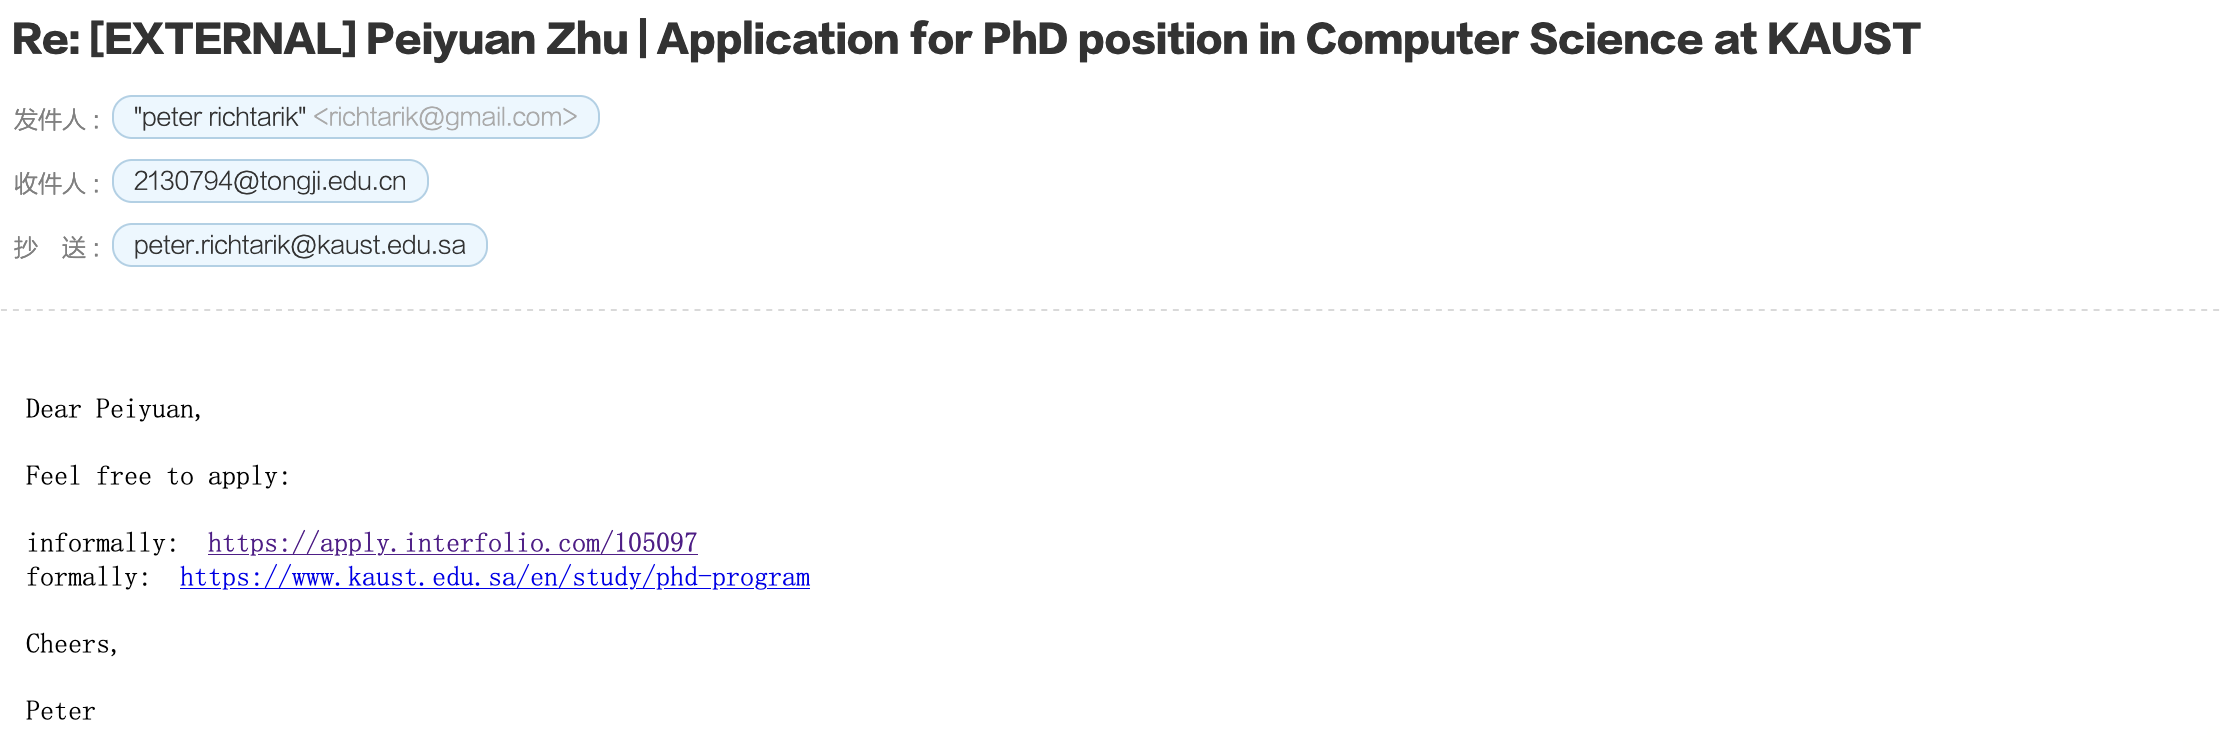 Re: [EXTERNAL] Peiyuan Zhu | Application for PhD position in Computer Science at KAUST
发件人： "peter richtarik" <richtarik@gmail.com>
收件人： 2130794@tongji.edu.cn
抄　送： peter.richtarik@kaust.edu.sa
Dear Peiyuan,
Feel free to apply:
informally:  https://apply.interfolio.com/105097
formally:  https://www.kaust.edu.sa/en/study/phd-program
Cheers,
Peter